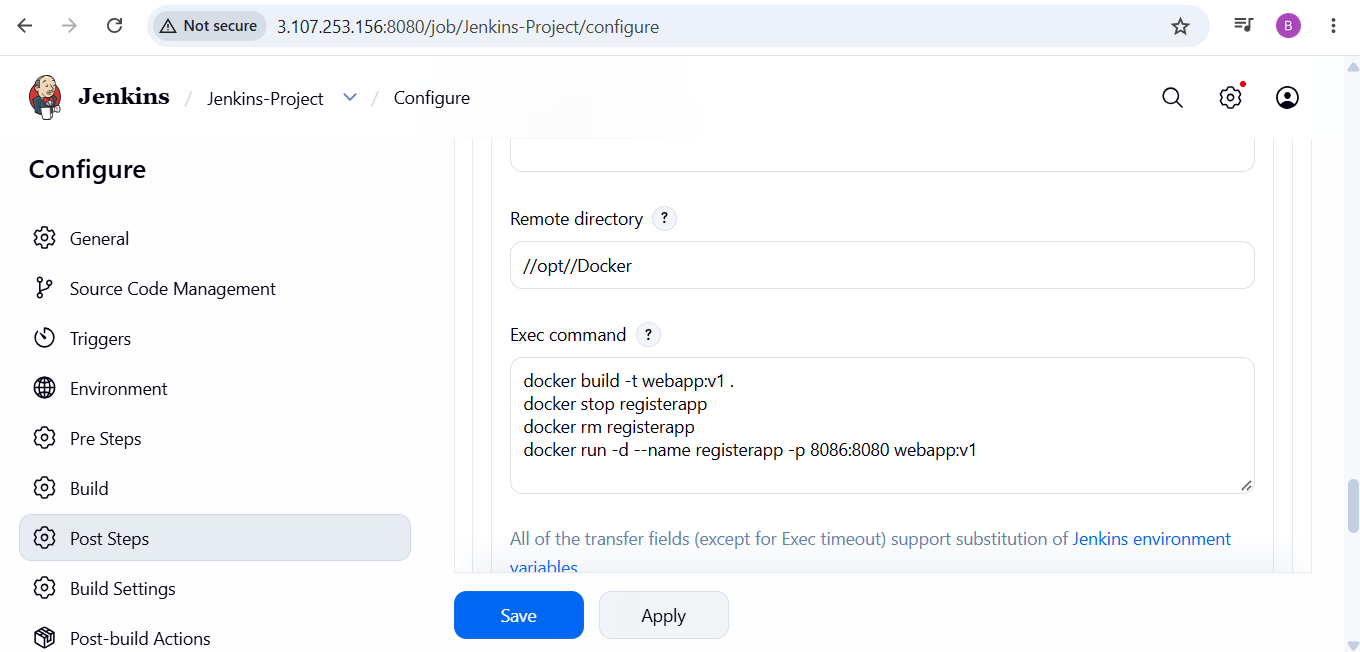 Not secure
3.107.253.156:8080/job/Jenkins-Project/configure
B
Jenkins / Jenkins-Project / Configure
Configure
General
Source Code Management
Triggers
Environment
Pre Steps
Build
Post Steps
Build Settings
Post-build Actions
Remote directory ?
//opt//Docker
Exec command ?
docker build -t webapp:v1 .
docker stop registerapp
docker rm registerapp
docker run -d --name registerapp -p 8086:8080 webapp:v1
All of the transfer fields (except for Exec timeout) support substitution of Jenkins environment
variables
Save
Apply